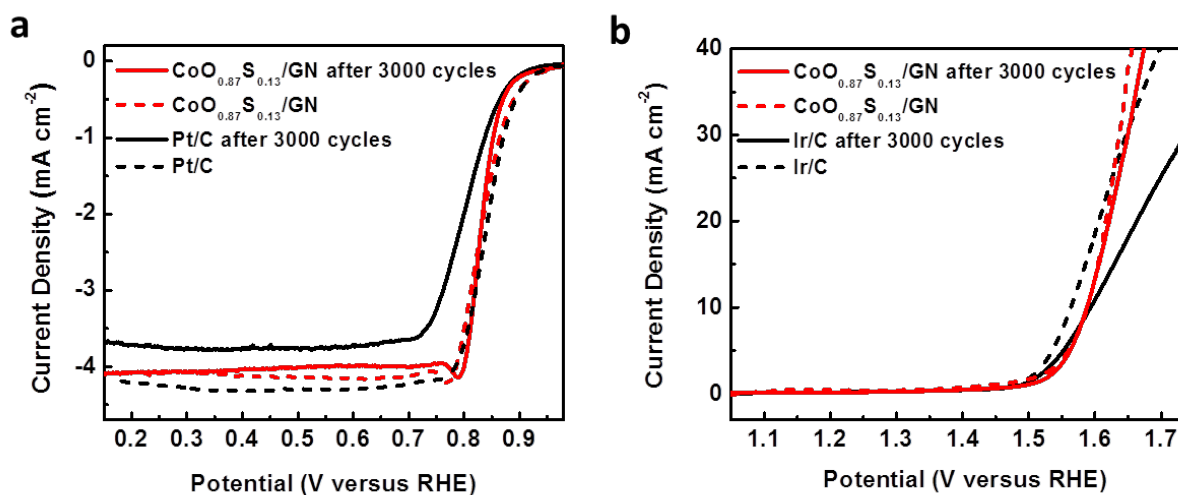 a
0
-1
-2
-3
-4
Current Density (mA cm⁻²)
CoO₀.₈₇S₀.₁₃/GN after 3000 cycles
CoO₀.₈₇S₀.₁₃/GN
Pt/C after 3000 cycles
Pt/C
0.2 0.3 0.4 0.5 0.6 0.7 0.8 0.9
Potential (V versus RHE)
b
40
30
20
10
0
Current Density (mA cm⁻²)
CoO₀.₈₇S₀.₁₃/GN after 3000 cycles
CoO₀.₈₇S₀.₁₃/GN
Ir/C after 3000 cycles
Ir/C
1.1 1.2 1.3 1.4 1.5 1.6 1.7
Potential (V versus RHE)